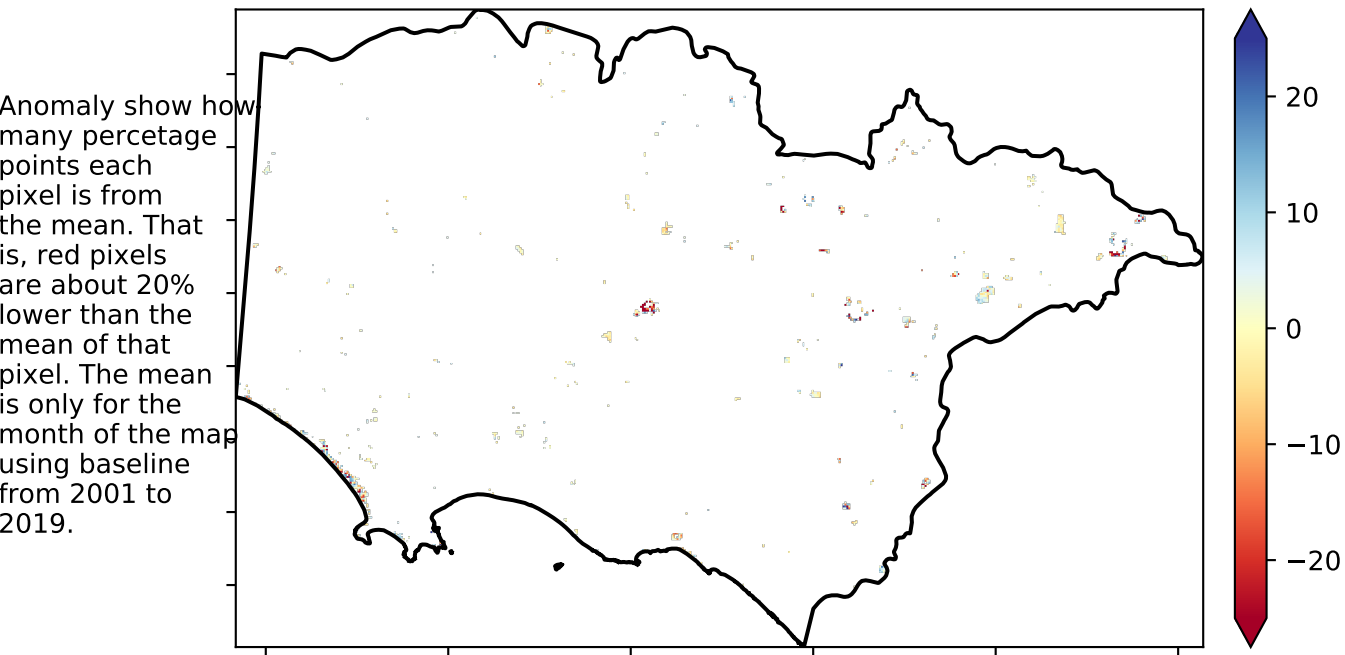 Anomaly show how
many percetage
points each
pixel is from
the mean. That
is, red pixels
are about 20%
lower than the
mean of that
pixel. The mean
is only for the
month of the map
using baseline
from 2001 to
2019.
20
10
0
−10
−20